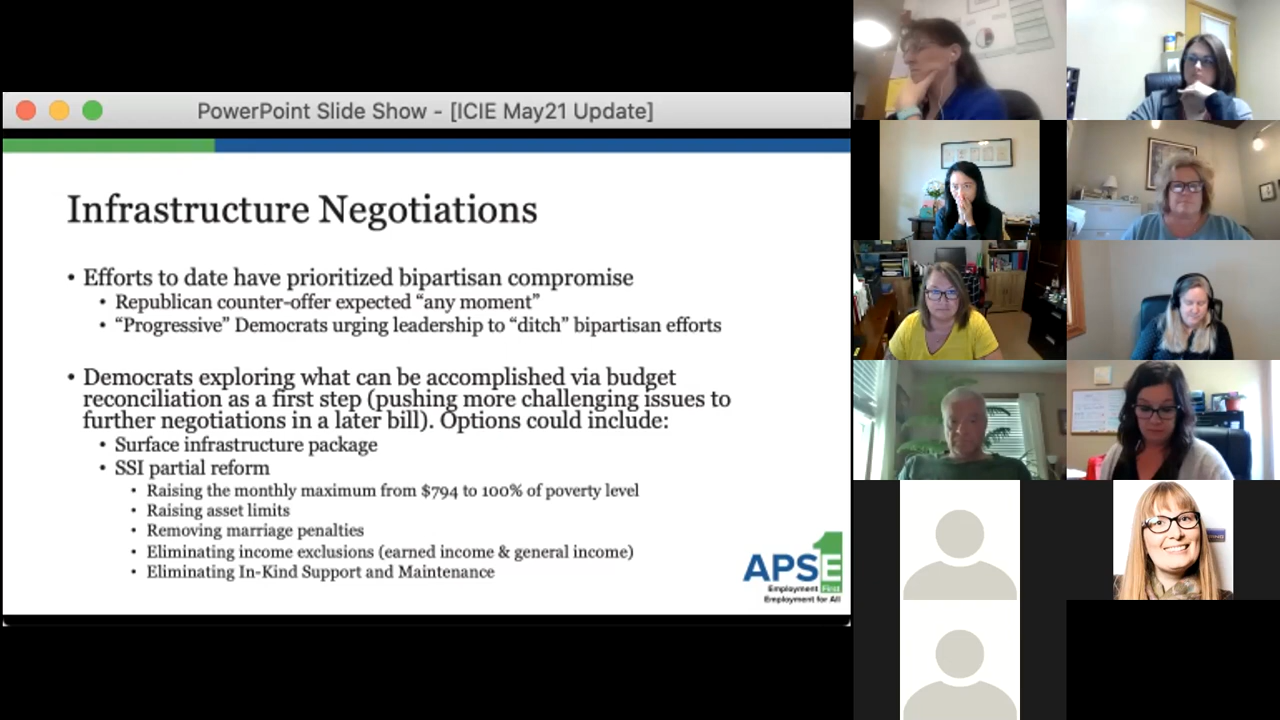 PowerPoint Slide Show - [ICIE May21 Update]
Infrastructure Negotiations
• Efforts to date have prioritized bipartisan compromise
• Republican counter-offer expected “any moment”
• “Progressive” Democrats urging leadership to “ditch” bipartisan efforts
• Democrats exploring what can be accomplished via budget
reconciliation as a first step (pushing more challenging issues to
further negotiations in a later bill). Options could include:
• Surface infrastructure package
• SSI partial reform
• Raising the monthly maximum from $794 to 100% of poverty level
• Raising asset limits
• Removing marriage penalties
• Eliminating income exclusions (earned income & general income)
• Eliminating In-Kind Support and Maintenance
APSE
Employment First
Employment for All